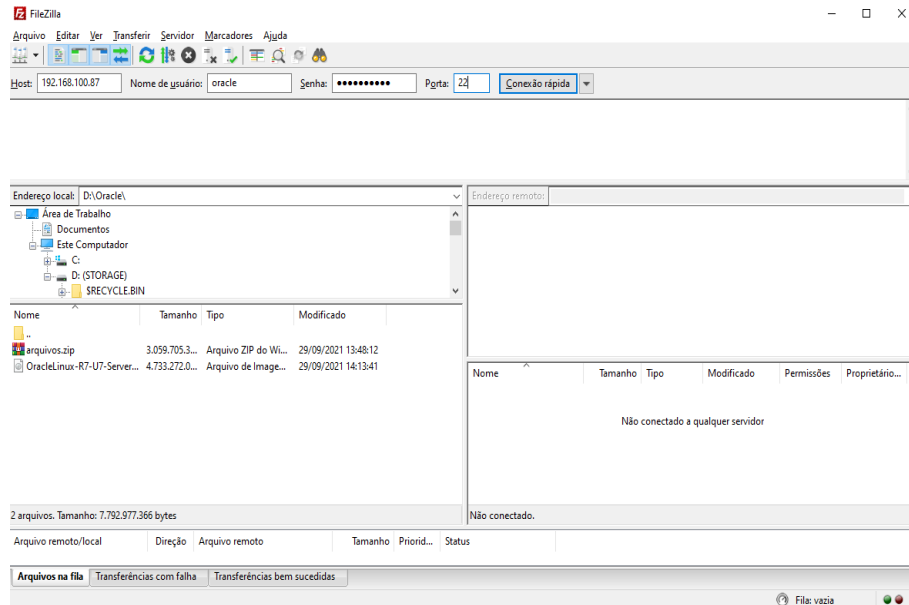 FileZilla
Arquivo Editar Ver Transferir Servidor Marcadores Ajuda
Host: 192.168.100.87 Nome de usuário: oracle Senha: •••••••••• Porta: 22 Conexão rápida
Endereço local: D:\Oracle\
Área de Trabalho
Documentos
Este Computador
C:
D: (STORAGE)
$RECYCLE.BIN
Nome Tamanho Tipo Modificado
..
arquivos.zip 3.059.705.3... Arquivo ZIP do Wi... 29/09/2021 13:48:12
OracleLinux-R7-U7-Server... 4.733.272.0... Arquivo de Image... 29/09/2021 14:13:41
2 arquivos. Tamanho: 7.792.977.366 bytes
Endereço remoto:
Nome Tamanho Tipo Modificado Permissões Proprietário...
Não conectado a qualquer servidor
Não conectado.
Arquivo remoto/local Direção Arquivo remoto Tamanho Priorid... Status
Arquivos na fila Transferências com falha Transferências bem sucedidas
Fila: vazia